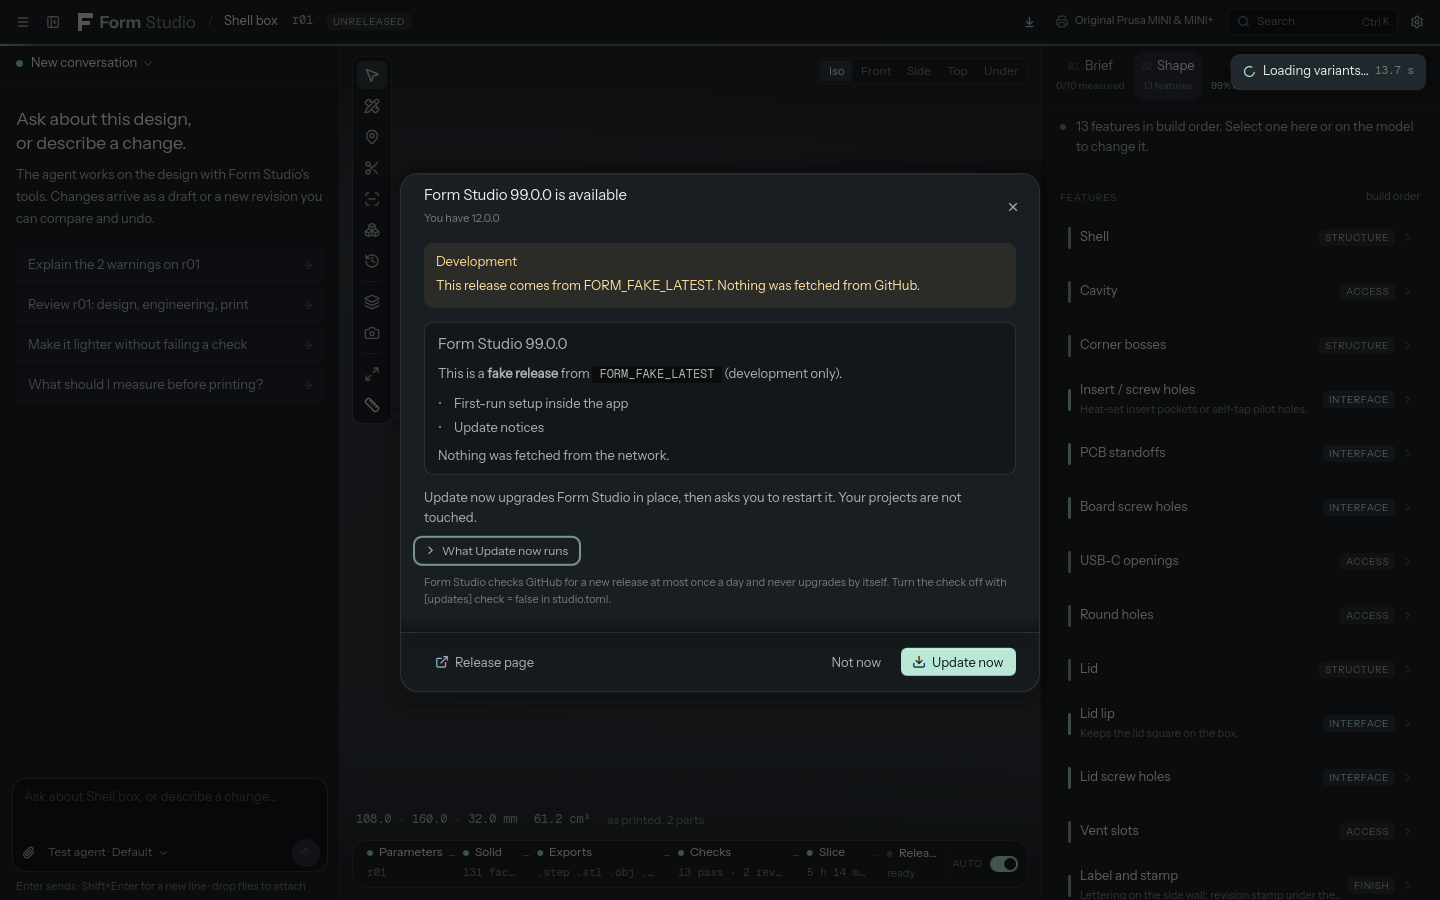 Form Studio / Shell box r01 UNRELEASED
Original Prusa MINI & MINI+
Search Ctrl K
New conversation
Ask about this design,
or describe a change.
The agent works on the design with Form Studio's
tools. Changes arrive as a draft or a new revision you
can compare and undo.
Explain the 2 warnings on r01
Review r01: design, engineering, print
Make it lighter without failing a check
What should I measure before printing?
Ask about Shell box, or describe a change...
Test agent · Default
Enter sends · Shift+Enter for a new line · drop files to attach
Iso Front Side Top Under
Form Studio 99.0.0 is available
You have 12.0.0
Development
This release comes from FORM_FAKE_LATEST. Nothing was fetched from GitHub.
Form Studio 99.0.0
This is a fake release from FORM_FAKE_LATEST (development only).
· First-run setup inside the app
· Update notices
Nothing was fetched from the network.
Update now upgrades Form Studio in place, then asks you to restart it. Your projects are not
touched.
What Update now runs
Form Studio checks GitHub for a new release at most once a day and never upgrades by itself. Turn the check off with
[updates] check = false in studio.toml.
Release page
Not now
Update now
108.0 × 160.0 × 32.0 mm · 61.2 cm³ · as printed, 2 parts
Parameters ...
r01
Solid ...
131 fac...
Exports ...
.step .stl .obj ...
Checks ...
13 pass · 2 rev...
Slice ...
5 h 14 m...
Relea...
ready
AUTO
01 Brief
0/10 measured
02 Shape
13 features
99%
Loading variants... 13.7 s
13 features in build order. Select one here or on the model
to change it.
FEATURES build order
Shell STRUCTURE
Cavity ACCESS
Corner bosses STRUCTURE
Insert / screw holes INTERFACE
Heat-set insert pockets or self-tap pilot holes.
PCB standoffs INTERFACE
Board screw holes INTERFACE
USB-C openings ACCESS
Round holes ACCESS
Lid STRUCTURE
Lid lip INTERFACE
Keeps the lid square on the box.
Lid screw holes INTERFACE
Vent slots ACCESS
Label and stamp FINISH
Lettering on the side wall; revision stamp under the...